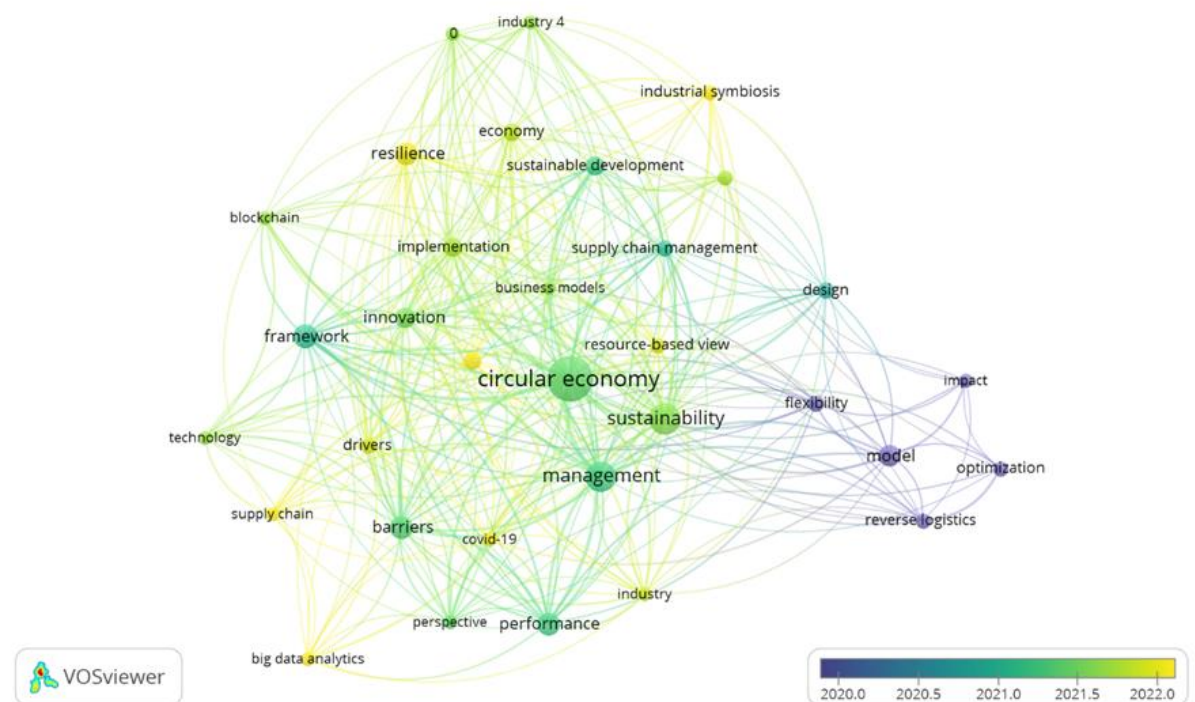 industry 4
0
industrial symbiosis
economy
resilience
sustainable development
blockchain
implementation
supply chain management
business models
design
innovation
framework
resource-based view
circular economy
impact
flexibility
sustainability
technology
drivers
model
optimization
management
supply chain
reverse logistics
barriers
covid-19
industry
perspective
performance
big data analytics
VOSviewer
2020.0 2020.5 2021.0 2021.5 2022.0